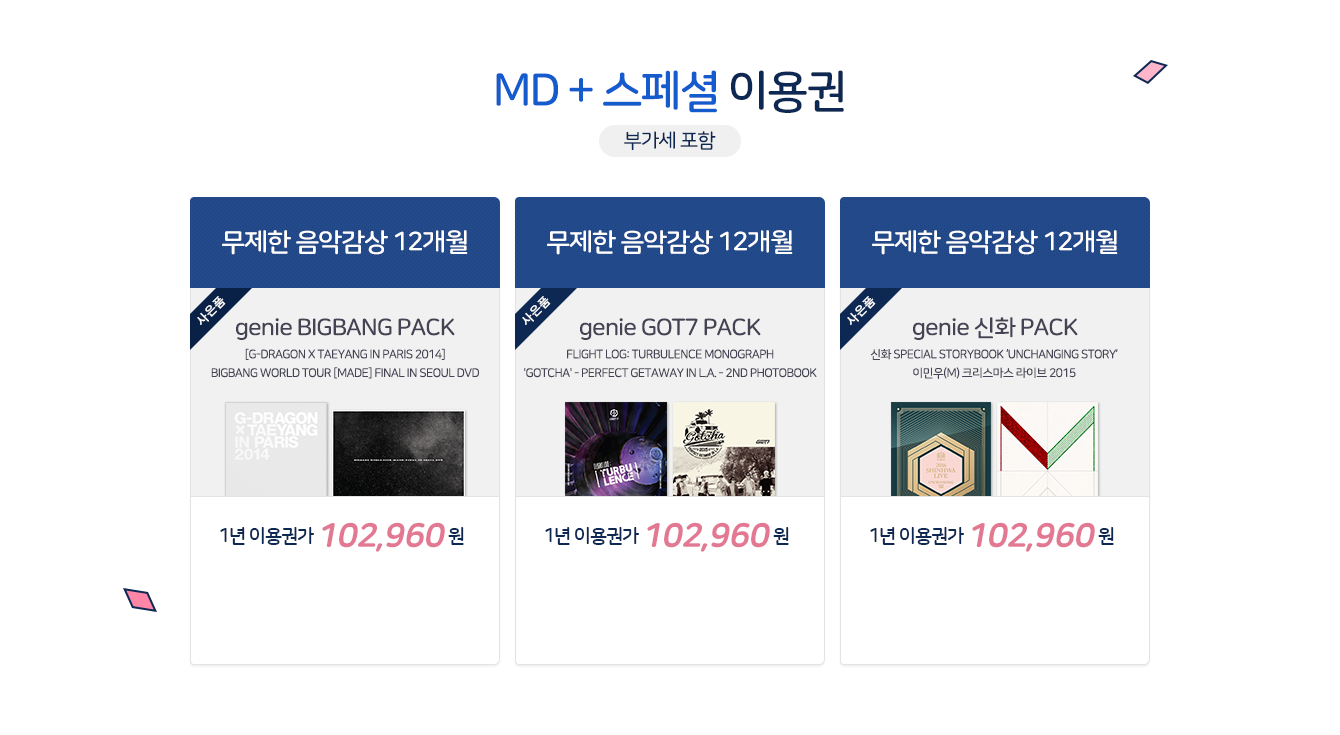 MD + 스페셜 이용권
부가세 포함
무제한 음악감상 12개월
사은품
genie BIGBANG PACK
[G-DRAGON X TAEYANG IN PARIS 2014]
BIGBANG WORLD TOUR [MADE] FINAL IN SEOUL DVD
G-DRAGON
X TAEYANG
IN PARIS
2014
1년 이용권가 102,960 원
무제한 음악감상 12개월
사은품
genie GOT7 PACK
FLIGHT LOG: TURBULENCE MONOGRAPH
'GOTCHA' - PERFECT GETAWAY IN L.A. - 2ND PHOTOBOOK
FLIGHT LOG:
TURBU
LENCE
Gotcha
GOT7
1년 이용권가 102,960 원
무제한 음악감상 12개월
사은품
genie 신화 PACK
신화 SPECIAL STORYBOOK 'UNCHANGING STORY'
이민우(M) 크리스마스 라이브 2015
2016
SHINHWA
LIVE
1년 이용권가 102,960 원